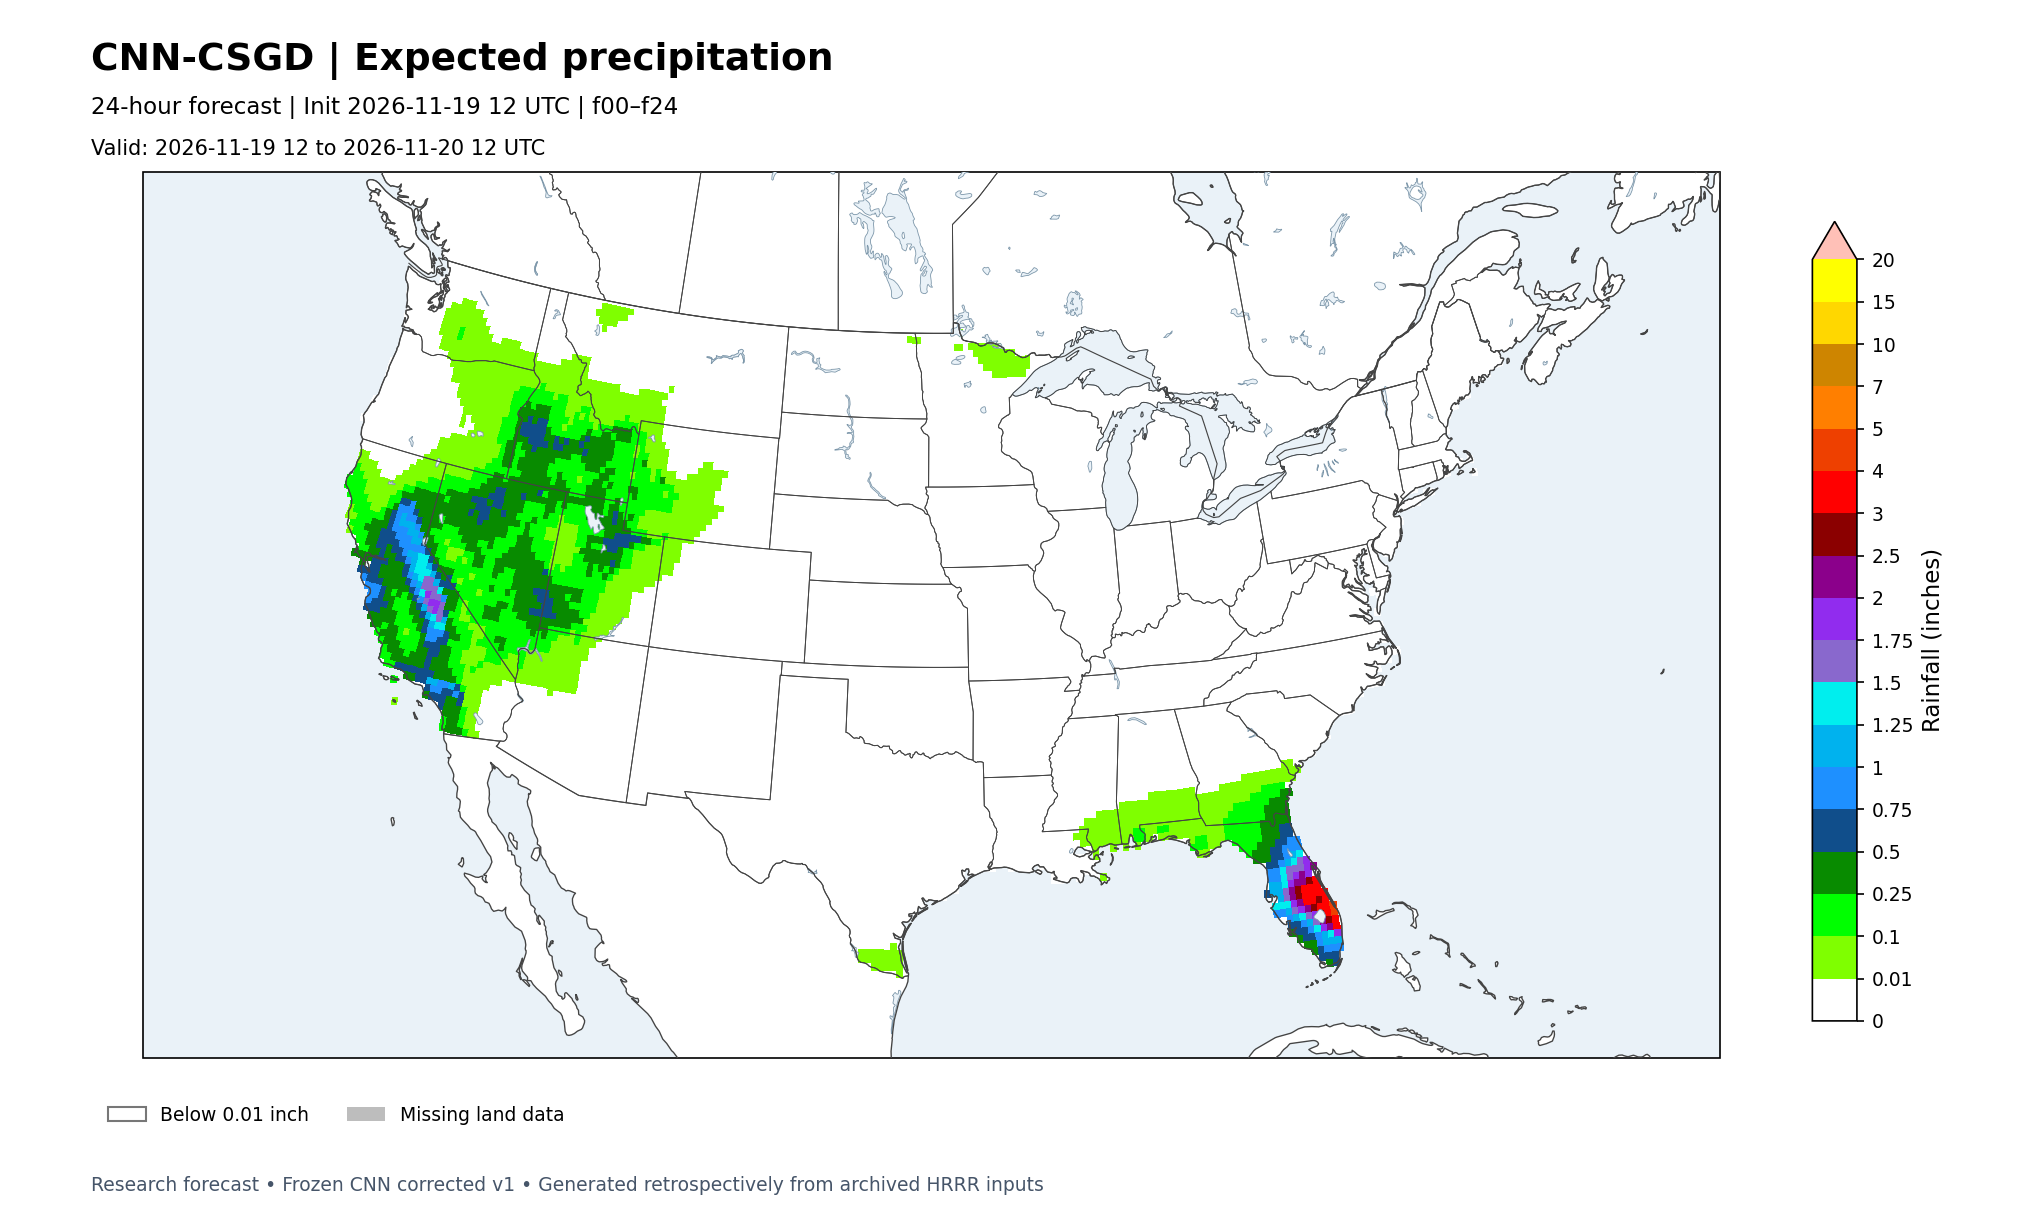 CNN-CSGD | Expected precipitation
24-hour forecast | Init 2026-11-19 12 UTC | f00–f24
Valid: 2026-11-19 12 to 2026-11-20 12 UTC
20
15
10
7
5
4
3
2.5
2
1.75
1.5
1.25
1
0.75
0.5
0.25
0.1
0.01
0
Rainfall (inches)
Below 0.01 inch
Missing land data
Research forecast • Frozen CNN corrected v1 • Generated retrospectively from archived HRRR inputs